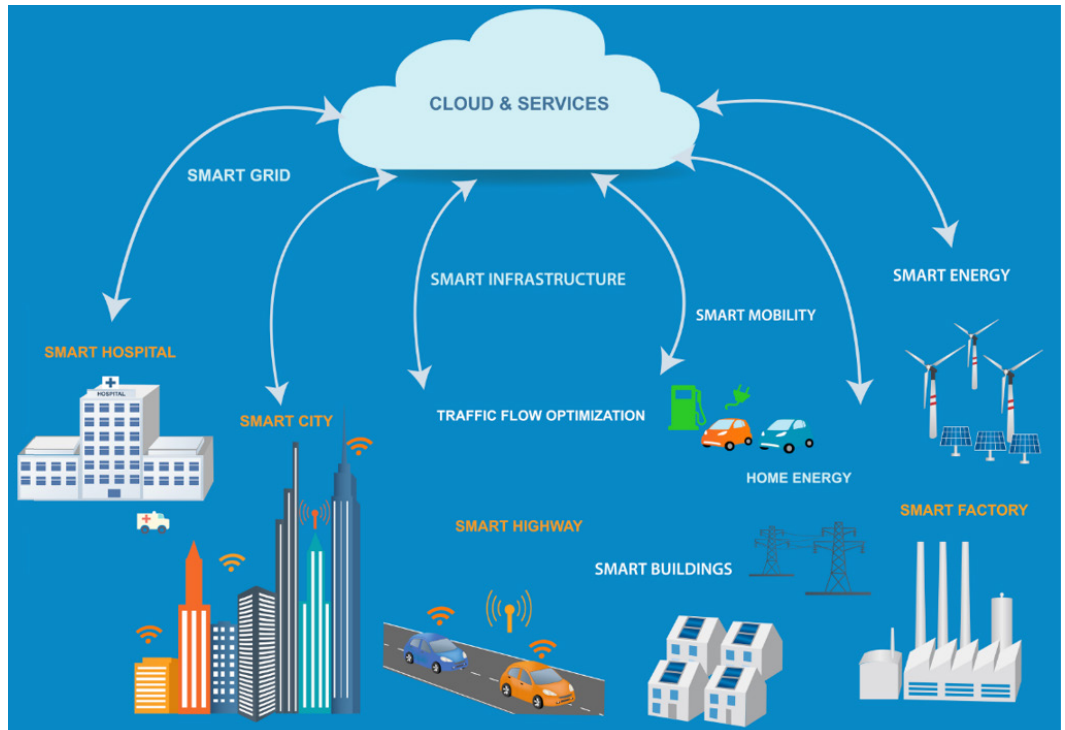 CLOUD & SERVICES
SMART GRID
SMART INFRASTRUCTURE
SMART ENERGY
SMART MOBILITY
SMART HOSPITAL
HOSPITAL
SMART CITY
TRAFFIC FLOW OPTIMIZATION
HOME ENERGY
SMART FACTORY
SMART HIGHWAY
SMART BUILDINGS